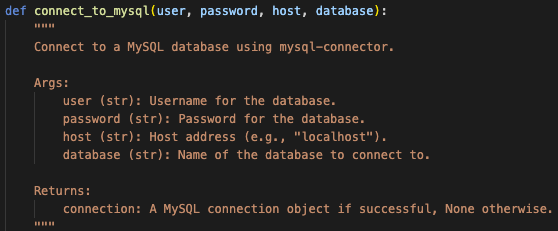 def connect_to_mysql(user, password, host, database):
    """
    Connect to a MySQL database using mysql-connector.

    Args:
        user (str): Username for the database.
        password (str): Password for the database.
        host (str): Host address (e.g., "localhost").
        database (str): Name of the database to connect to.

    Returns:
        connection: A MySQL connection object if successful, None otherwise.
    """